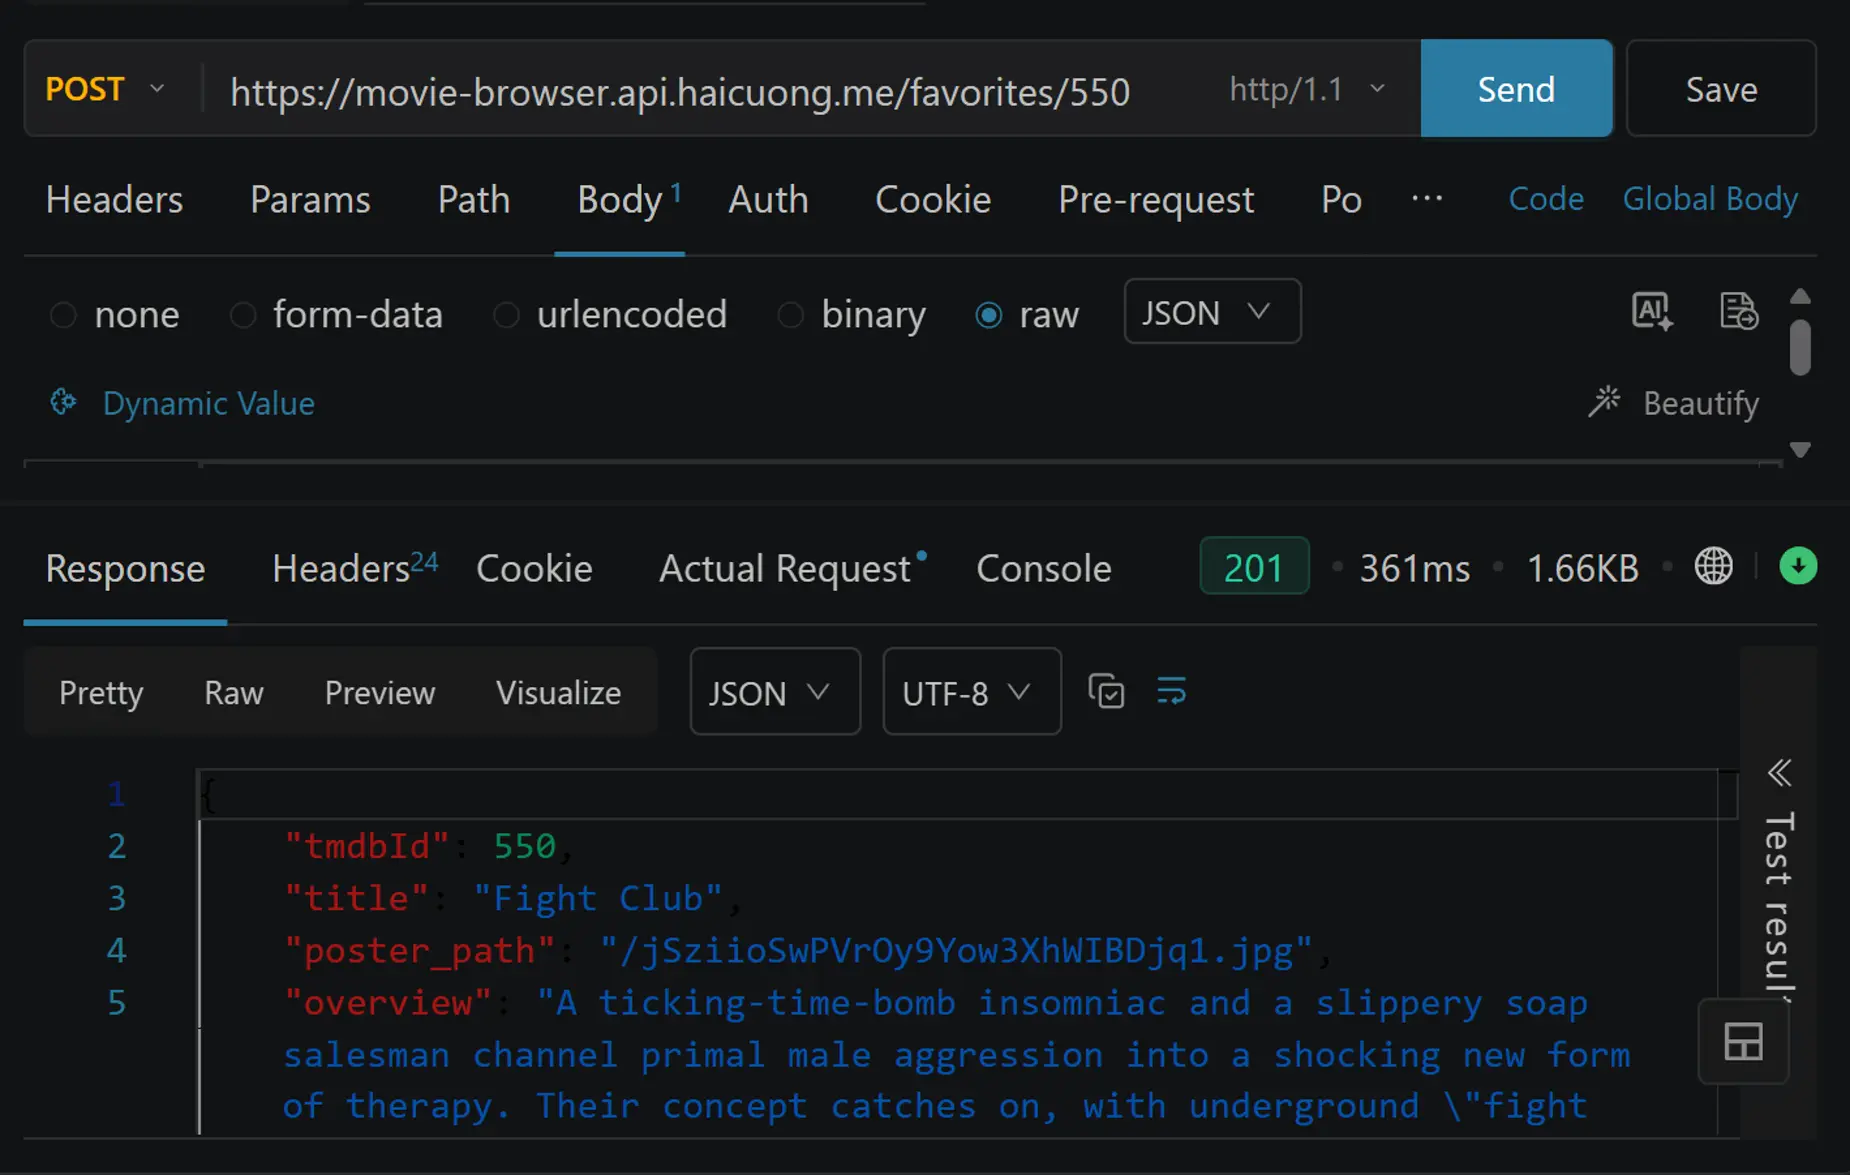 POST https://movie-browser.api.haicuong.me/favorites/550 http/1.1 Send Save
Headers Params Path Body 1 Auth Cookie Pre-request Po ··· Code Global Body
none form-data urlencoded binary raw JSON AI
Dynamic Value Beautify
Response Headers 24 Cookie Actual Request Console 201 • 361ms • 1.66KB •
Pretty Raw Preview Visualize JSON UTF-8
1 {
2 "tmdbId": 550,
3 "title": "Fight Club",
4 "poster_path": "/jSziioSwPVrOy9Yow3XhWIBDjq1.jpg",
5 "overview": "A ticking-time-bomb insomniac and a slippery soap
salesman channel primal male aggression into a shocking new form
of therapy. Their concept catches on, with underground \"fight
Test